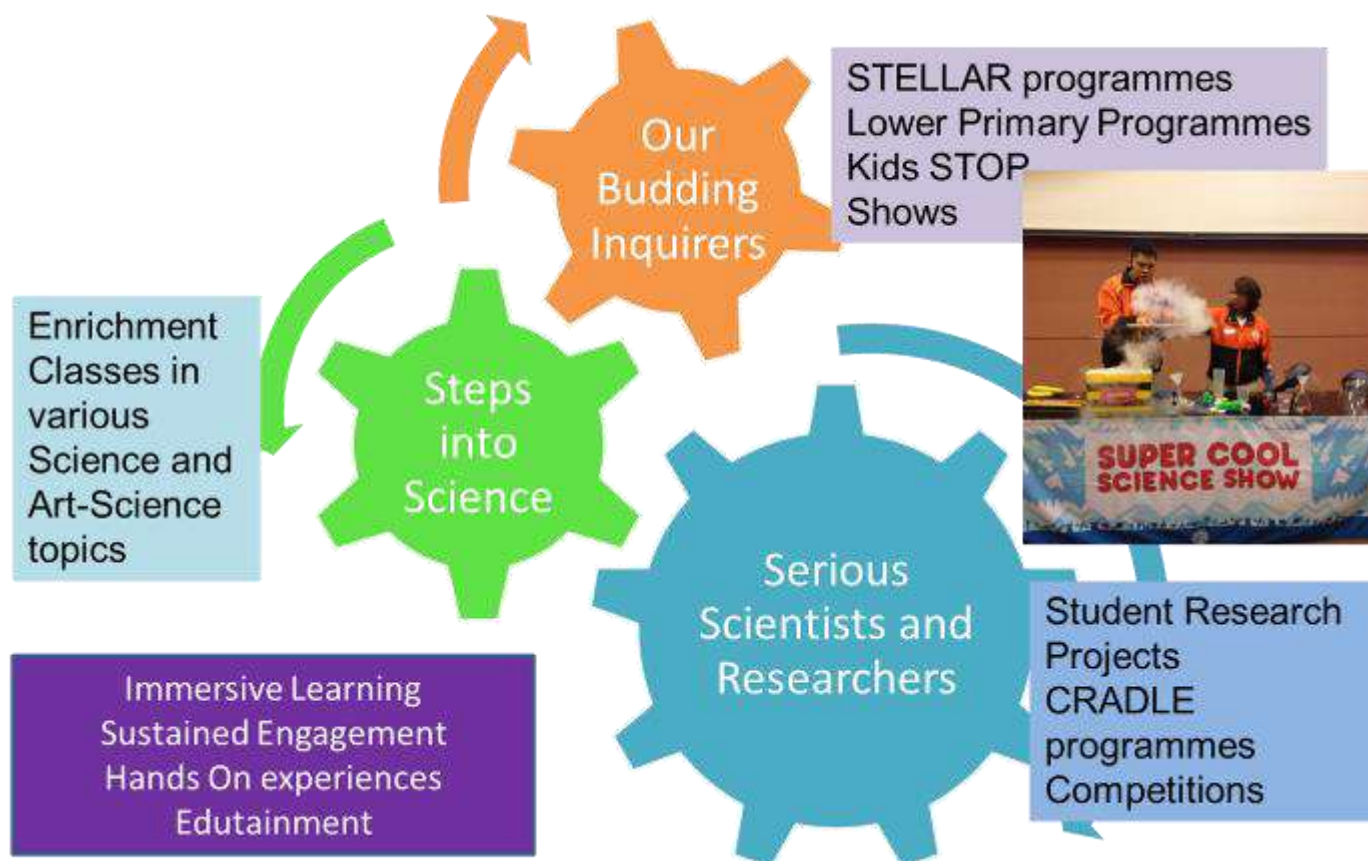 Our
Budding
Inquirers
STELLAR programmes
Lower Primary Programmes
Kids STOP
Shows
Enrichment
Classes in
various
Science and
Art-Science
topics
Steps
into
Science
SUPER COOL
SCIENCE SHOW
Serious
Scientists and
Researchers
Student Research
Projects
CRADLE
programmes
Competitions
Immersive Learning
Sustained Engagement
Hands On experiences
Edutainment